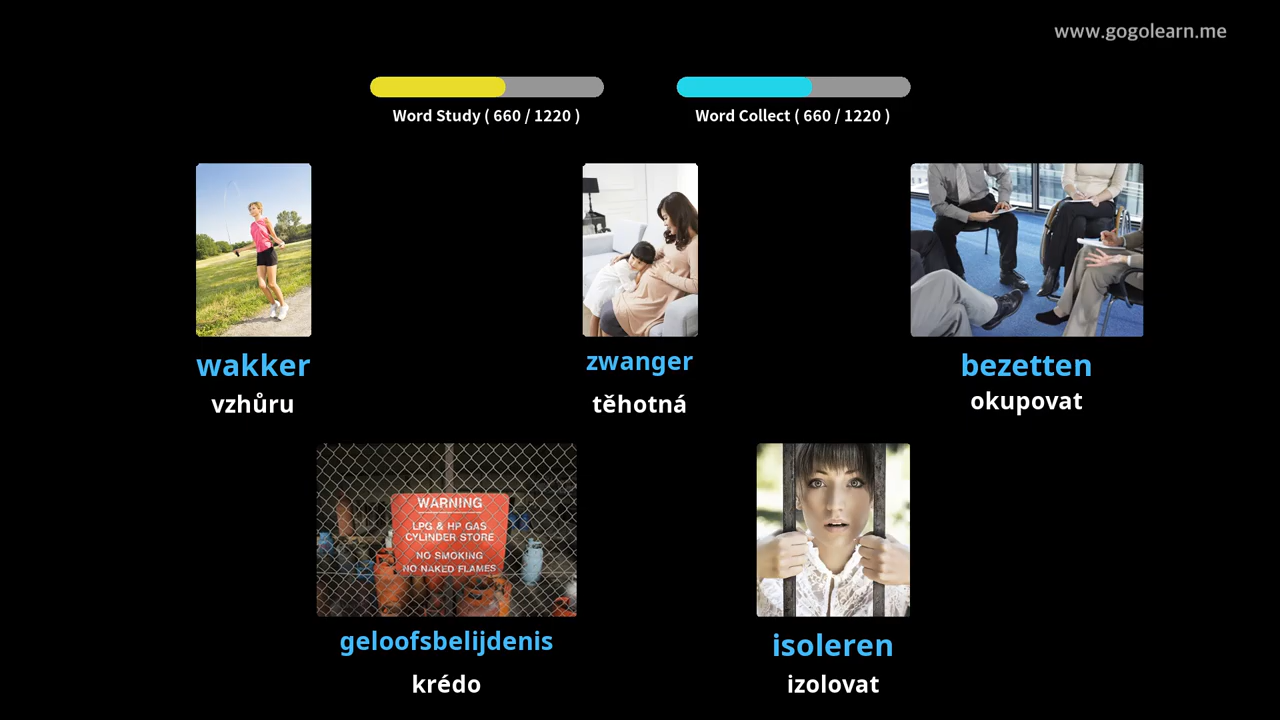 www.gogolearn.me
Word Study ( 660 / 1220 )
Word Collect ( 660 / 1220 )
wakker
vzhůru
zwanger
těhotná
bezetten
okupovat
WARNING
LPG & HP GAS
CYLINDER STORE
NO SMOKING
NO NAKED FLAMES
geloofsbelijdenis
krédo
isoleren
izolovat